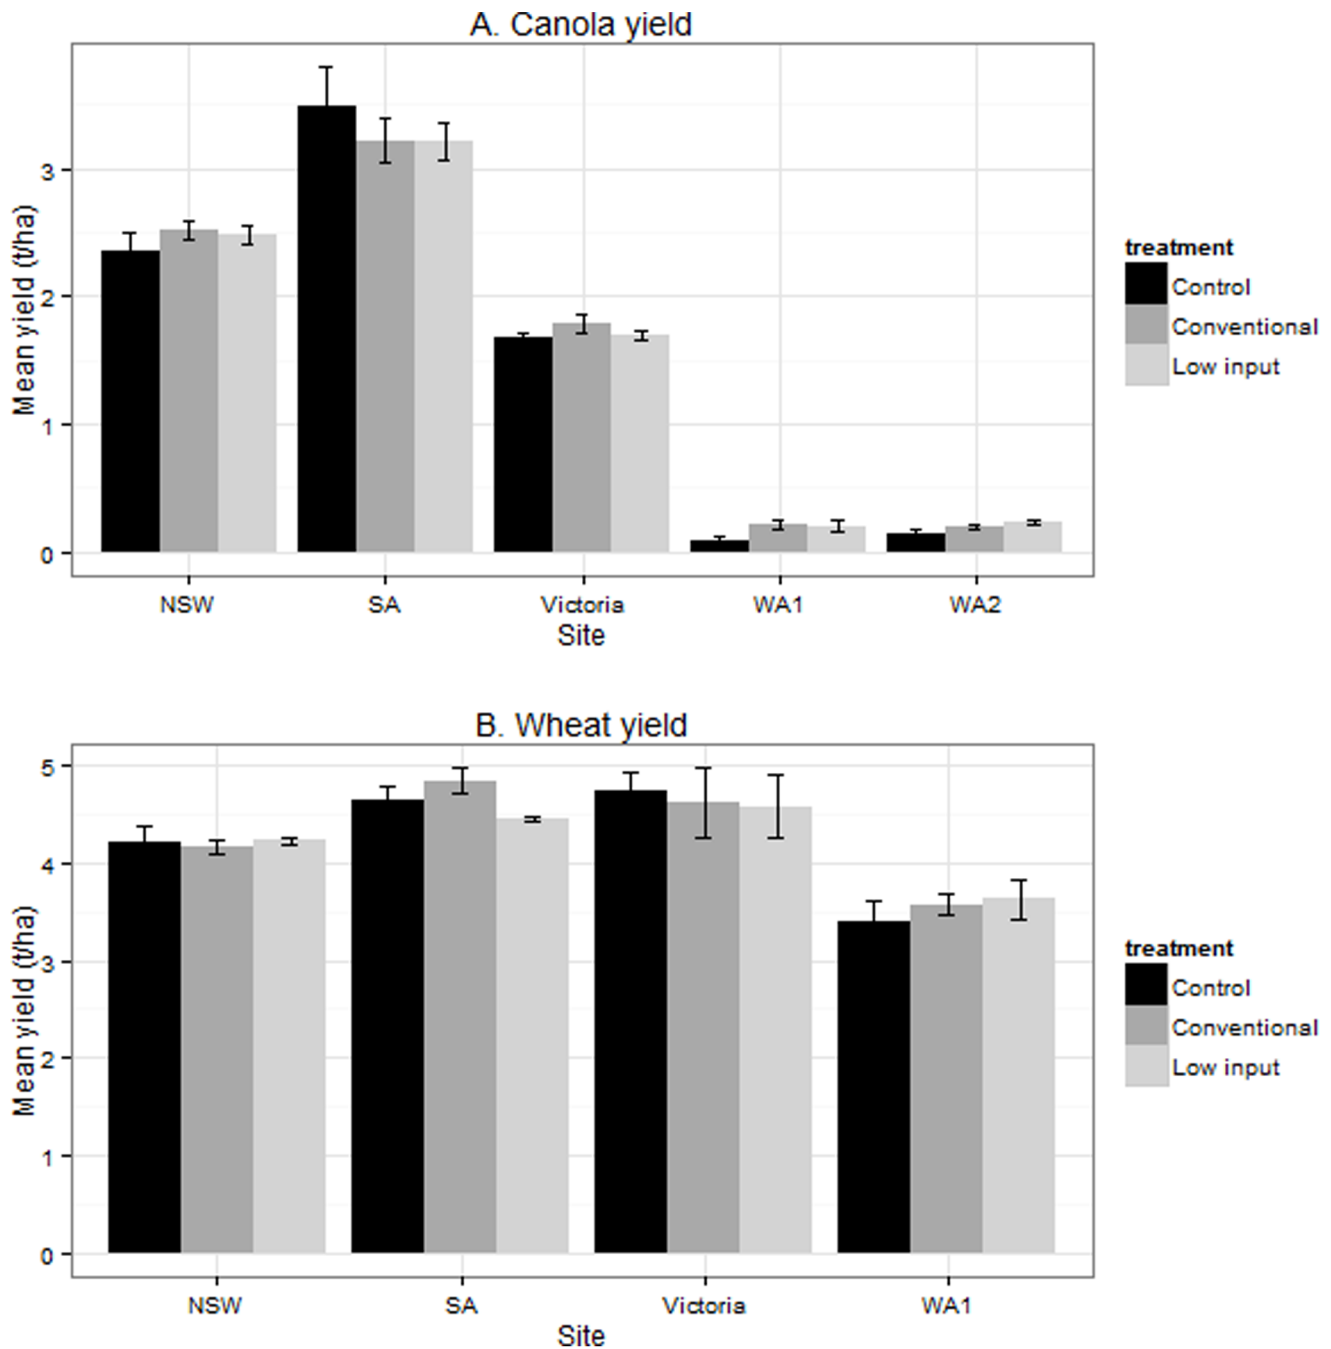 A. Canola yield
Mean yield (t/ha)
3
2
1
0
NSW SA Victoria WA1 WA2
Site
treatment
Control
Conventional
Low input
B. Wheat yield
Mean yield (t/ha)
5
4
3
2
1
0
NSW SA Victoria WA1
Site
treatment
Control
Conventional
Low input